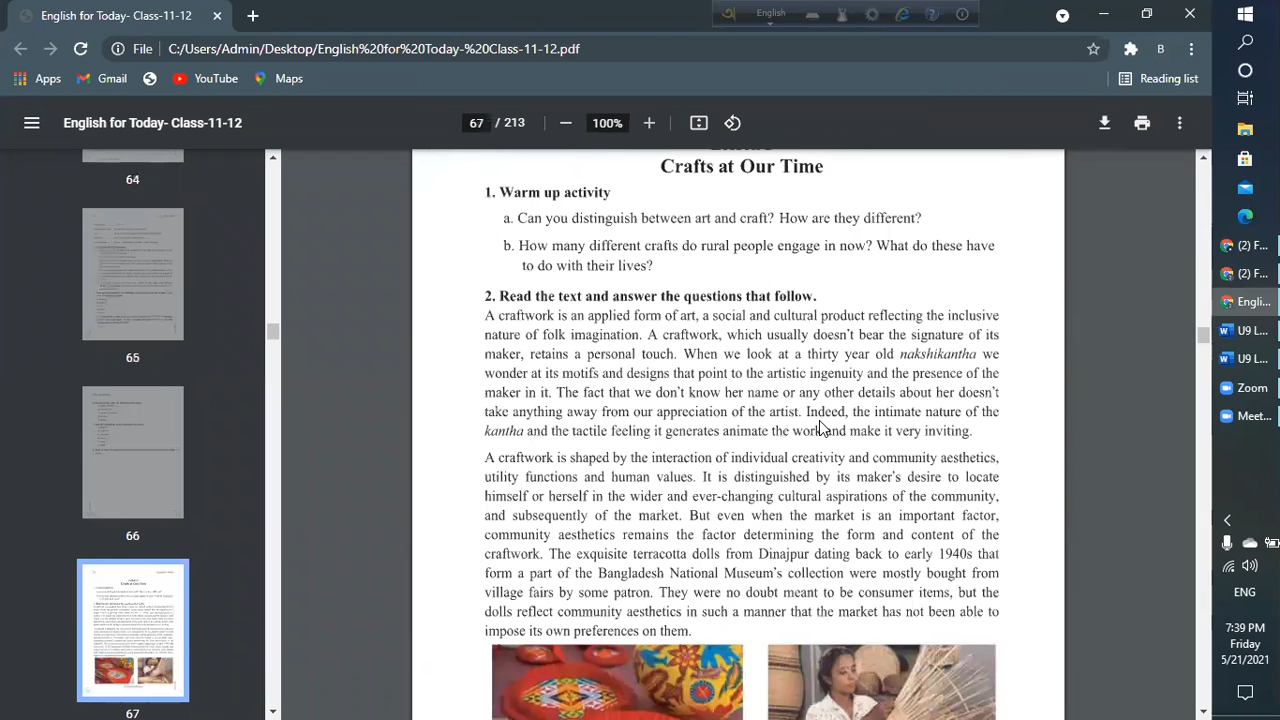 English for Today- Class-11-12
English
File
C:/Users/Admin/Desktop/English%20for%20Today-%20Class-11-12.pdf
B
Apps
Gmail
YouTube
Maps
Reading list
English for Today- Class-11-12
67 / 213
100%
64
65
66
67
Crafts at Our Time
1. Warm up activity
a. Can you distinguish between art and craft? How are they different?
b. How many different crafts do rural people engage in now? What do these have
to do with their lives?
2. Read the text and answer the questions that follow.
A craftwork is an applied form of art, a social and cultural product reflecting the inclusive
nature of folk imagination. A craftwork, which usually doesn't bear the signature of its
maker, retains a personal touch. When we look at a thirty year old nakshikantha we
wonder at its motifs and designs that point to the artistic ingenuity and the presence of the
maker in it. The fact that we don't know her name or any other details about her doesn't
take anything away from our appreciation of the artist. Indeed, the intimate nature of the
kantha and the tactile feeling it generates animate the work and make it very inviting.
A craftwork is shaped by the interaction of individual creativity and community aesthetics,
utility functions and human values. It is distinguished by its maker's desire to locate
himself or herself in the wider and ever-changing cultural aspirations of the community,
and subsequently of the market. But even when the market is an important factor,
community aesthetics remains the factor determining the form and content of the
craftwork. The exquisite terracotta dolls from Dinajpur dating back to early 1940s that
form a part of the Bangladesh National Museum's collection were mostly bought from
village fairs by some patron. They were no doubt meant to be consumer items, but the
dolls reflect community aesthetics in such a manner that market has not been able to
impose its own preferences on them.
(2) F...
(2) F...
Engli...
U9 L...
U9 L...
Zoom
Meet...
ENG
7:39 PM
Friday
5/21/2021